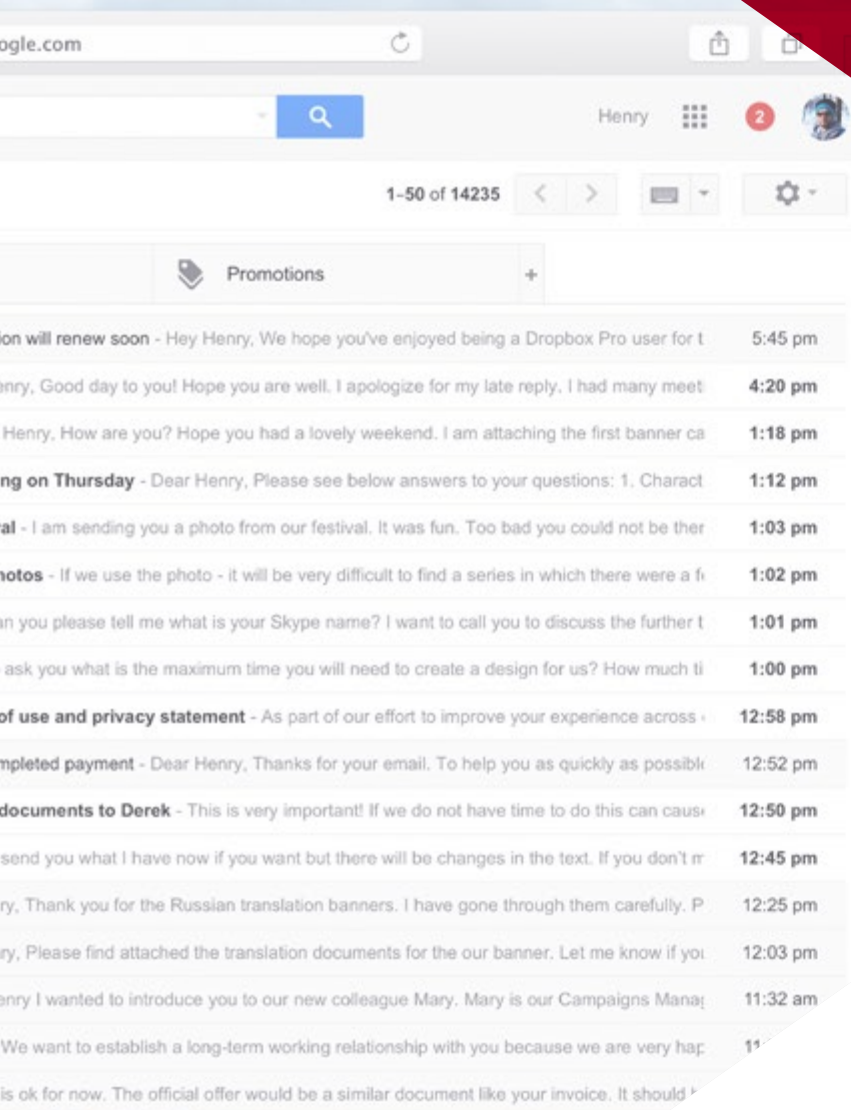 ogle.com
Henry 2
1-50 of 14235
Promotions +
ion will renew soon - Hey Henry, We hope you've enjoyed being a Dropbox Pro user for t 5:45 pm
enry, Good day to you! Hope you are well. I apologize for my late reply. I had many meet 4:20 pm
Henry, How are you? Hope you had a lovely weekend. I am attaching the first banner ca 1:18 pm
ng on Thursday - Dear Henry, Please see below answers to your questions: 1. Charact 1:12 pm
al - I am sending you a photo from our festival. It was fun. Too bad you could not be ther 1:03 pm
hotos - If we use the photo - it will be very difficult to find a series in which there were a f 1:02 pm
an you please tell me what is your Skype name? I want to call you to discuss the further t 1:01 pm
ask you what is the maximum time you will need to create a design for us? How much ti 1:00 pm
of use and privacy statement - As part of our effort to improve your experience across 12:58 pm
mpleted payment - Dear Henry, Thanks for your email. To help you as quickly as possible 12:52 pm
documents to Derek - This is very important! If we do not have time to do this can cause 12:50 pm
send you what I have now if you want but there will be changes in the text. If you don't m 12:45 pm
ry, Thank you for the Russian translation banners. I have gone through them carefully. P 12:25 pm
ry, Please find attached the translation documents for the our banner. Let me know if you 12:03 pm
enry I wanted to introduce you to our new colleague Mary. Mary is our Campaigns Manag 11:32 am
We want to establish a long-term working relationship with you because we are very hap 11
is ok for now. The official offer would be a similar document like your invoice. It should